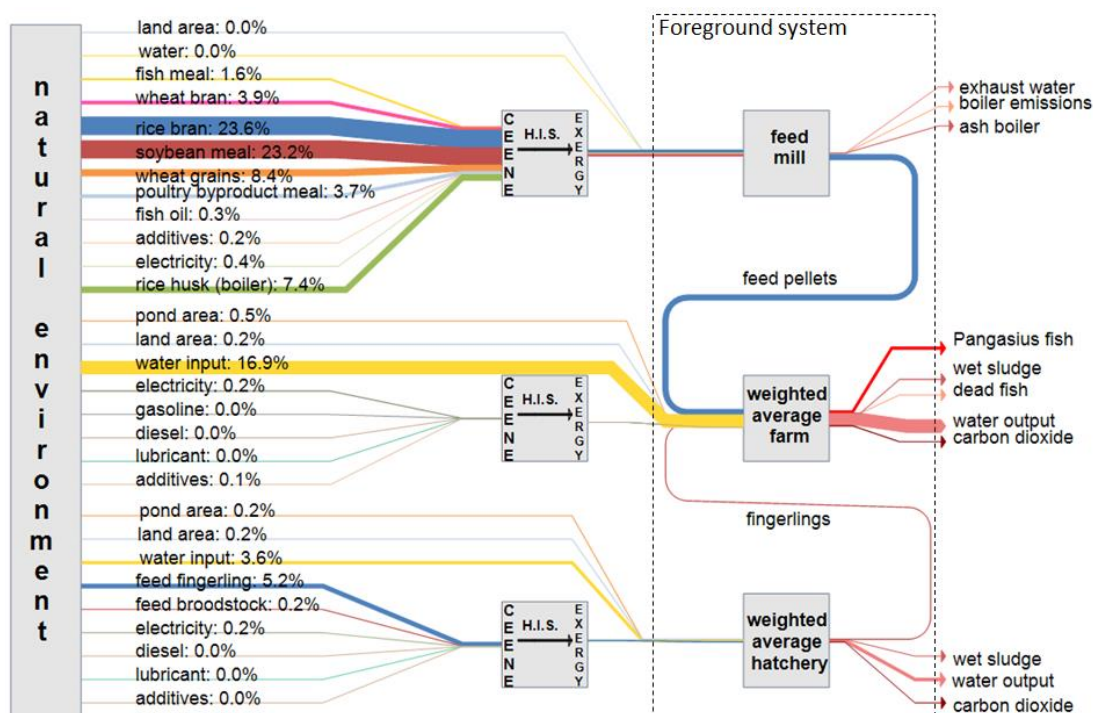 Foreground system
natural environment
land area: 0.0%
water: 0.0%
fish meal: 1.6%
wheat bran: 3.9%
rice bran: 23.6%
soybean meal: 23.2%
wheat grains: 8.4%
poultry byproduct meal: 3.7%
fish oil: 0.3%
additives: 0.2%
electricity: 0.4%
rice husk (boiler): 7.4%
CEENE
H.I.S.
EXERGY
feed
mill
exhaust water
boiler emissions
ash boiler
feed pellets
pond area: 0.5%
land area: 0.2%
water input: 16.9%
electricity: 0.2%
gasoline: 0.0%
diesel: 0.0%
lubricant: 0.0%
additives: 0.1%
CEENE
H.I.S.
EXERGY
weighted
average
farm
Pangasius fish
wet sludge
dead fish
water output
carbon dioxide
fingerlings
pond area: 0.2%
land area: 0.2%
water input: 3.6%
feed fingerling: 5.2%
feed broodstock: 0.2%
electricity: 0.2%
diesel: 0.0%
lubricant: 0.0%
additives: 0.0%
CEENE
H.I.S.
EXERGY
weighted
average
hatchery
wet sludge
water output
carbon dioxide